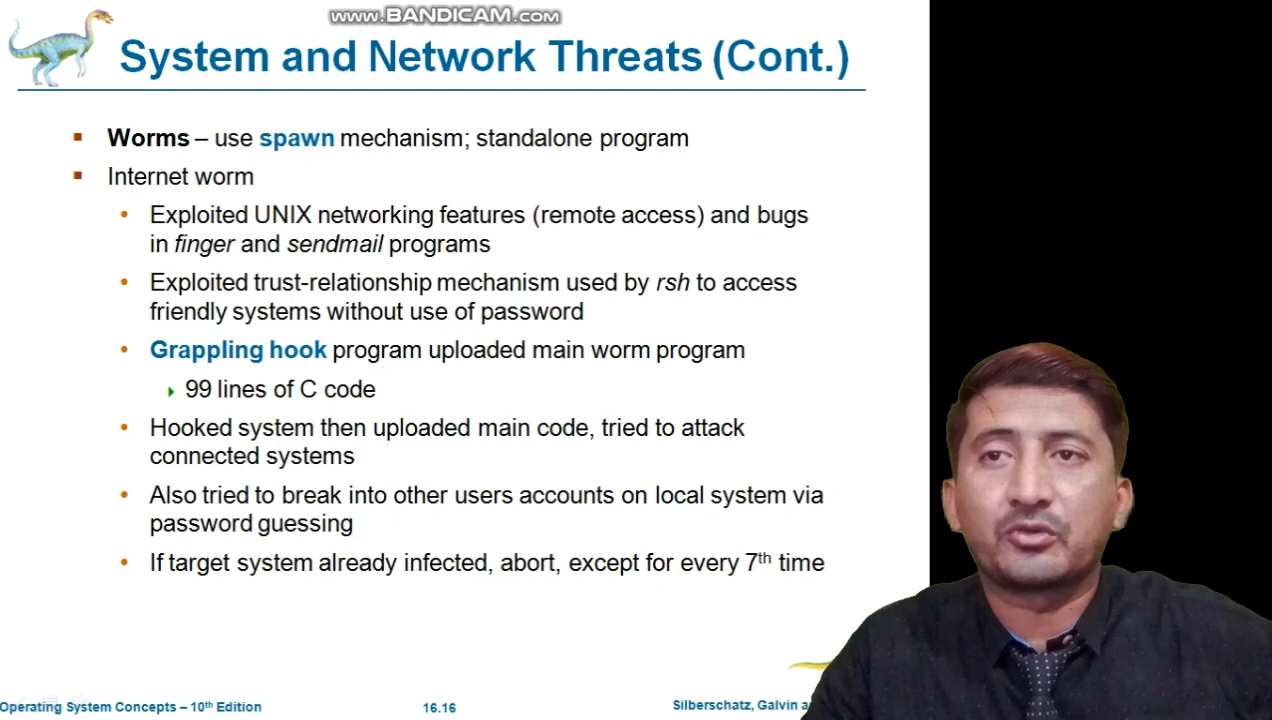 www.BANDICAM.com
System and Network Threats (Cont.)
Worms – use spawn mechanism; standalone program
Internet worm
Exploited UNIX networking features (remote access) and bugs
in finger and sendmail programs
Exploited trust-relationship mechanism used by rsh to access
friendly systems without use of password
Grappling hook program uploaded main worm program
99 lines of C code
Hooked system then uploaded main code, tried to attack
connected systems
Also tried to break into other users accounts on local system via
password guessing
If target system already infected, abort, except for every 7th time
Operating System Concepts – 10th Edition
16.16
Silberschatz, Galvin